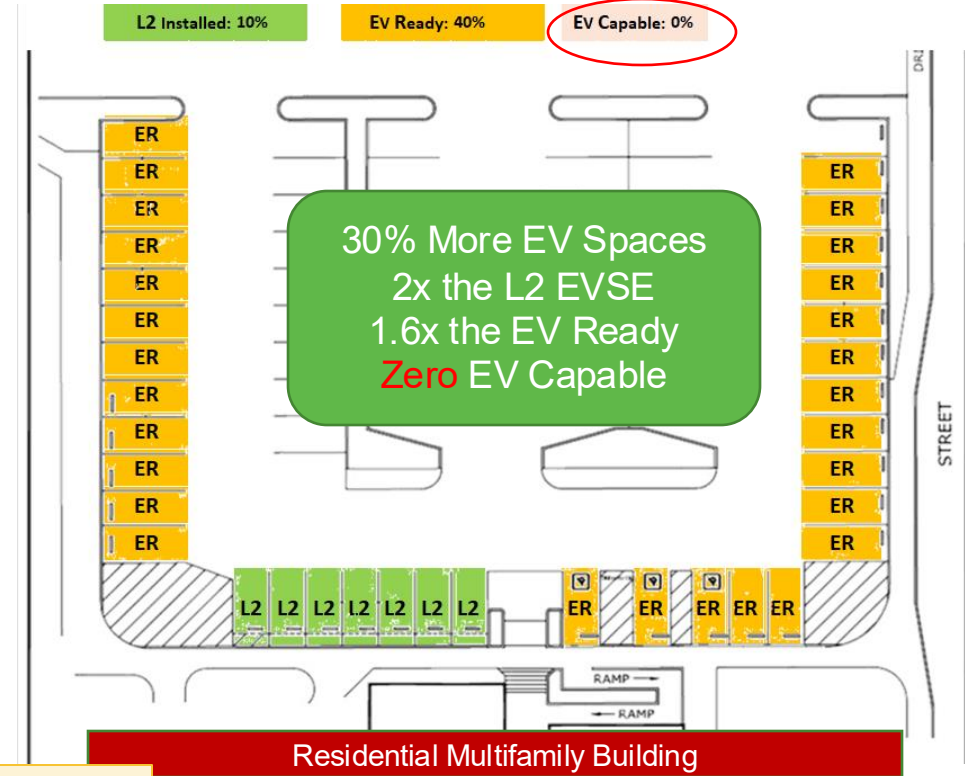 L2 Installed: 10%
EV Ready: 40%
EV Capable: 0%
ER
ER
ER
ER
ER
ER
ER
ER
ER
ER
ER
ER
30% More EV Spaces
2x the L2 EVSE
1.6x the EV Ready
Zero EV Capable
ER
ER
ER
ER
ER
ER
ER
ER
ER
ER
ER
STREET
L2 L2 L2 L2 L2 L2 L2
ER ER ER ER ER
RAMP
RAMP
Residential Multifamily Building